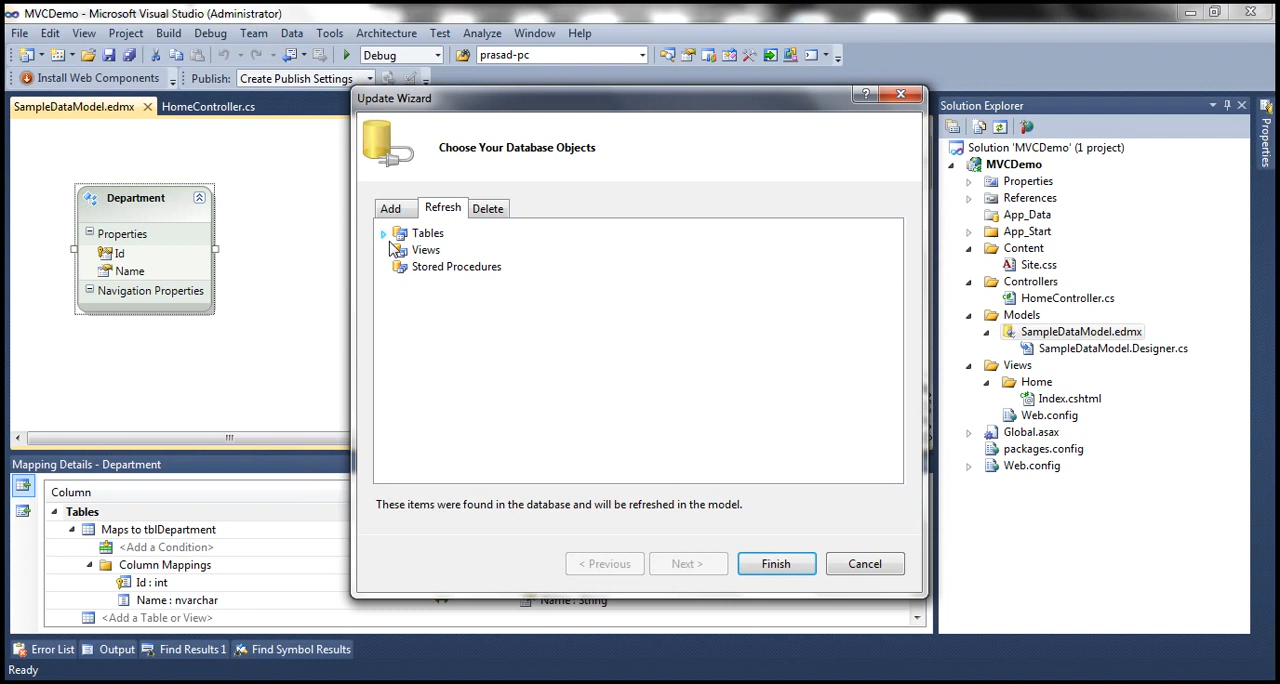 MVCDemo - Microsoft Visual Studio (Administrator)
File Edit View Project Build Debug Team Data Tools Architecture Test Analyze Window Help
Debug prasad-pc
Install Web Components Publish: Create Publish Settings
SampleDataModel.edmx HomeController.cs
Department
Properties
Id
Name
Navigation Properties
Update Wizard
Choose Your Database Objects
Add Refresh Delete
Tables
Views
Stored Procedures
These items were found in the database and will be refreshed in the model.
< Previous Next > Finish Cancel
Solution Explorer
Solution 'MVCDemo' (1 project)
MVCDemo
Properties
References
App_Data
App_Start
Content
Site.css
Controllers
HomeController.cs
Models
SampleDataModel.edmx
SampleDataModel.Designer.cs
Views
Home
Index.cshtml
Web.config
Global.asax
packages.config
Web.config
Properties
Mapping Details - Department
Column
Tables
Maps to tblDepartment
<Add a Condition>
Column Mappings
Id : int
Name : nvarchar
Name : String
<Add a Table or View>
Error List Output Find Results 1 Find Symbol Results
Ready